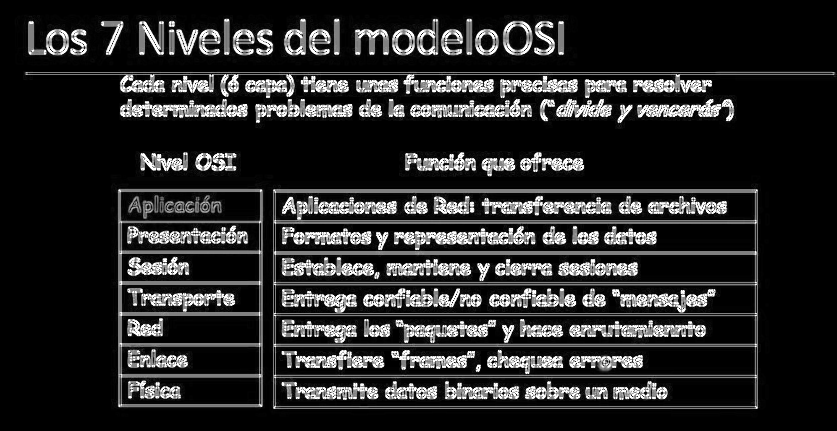 Los 7 Niveles del modeloOSI
Cada nivel (ó capa) tiene unas funciones precisas para resolver
determinados problemas de la comunicación ("divide y vencerás")
Nivel OSI Función que ofrece
Aplicación Aplicaciones de Red: transferencia de archivos
Presentación Formatos y representación de los datos
Sesión Establece, mantiene y cierra sesiones
Transporte Entrega confiable/no confiable de "mensajes"
Red Entrega los "paquetes" y hace enrutamiennto
Enlace Transfiere "frames", chequea errores
Física Transmite datos binarios sobre un medio